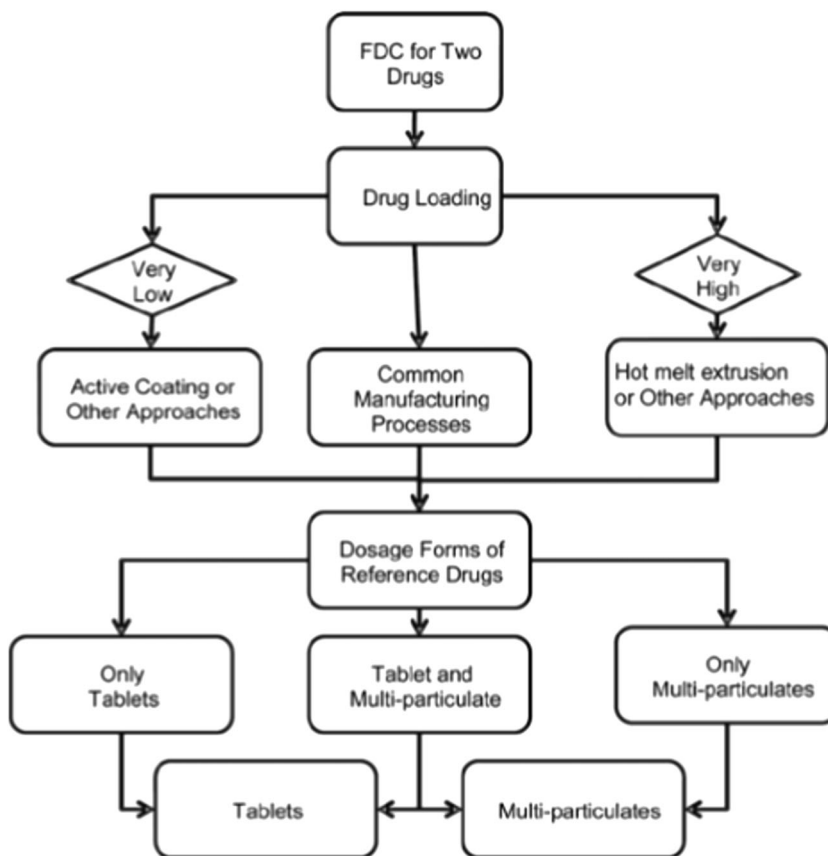 FDC for Two
Drugs
Drug Loading
Very
Low
Very
High
Active Coating or
Other Approaches
Common
Manufacturing
Processes
Hot melt extrusion
or Other Approaches
Dosage Forms of
Reference Drugs
Only
Tablets
Tablet and
Multi-particulate
Only
Multi-particulates
Tablets
Multi-particulates